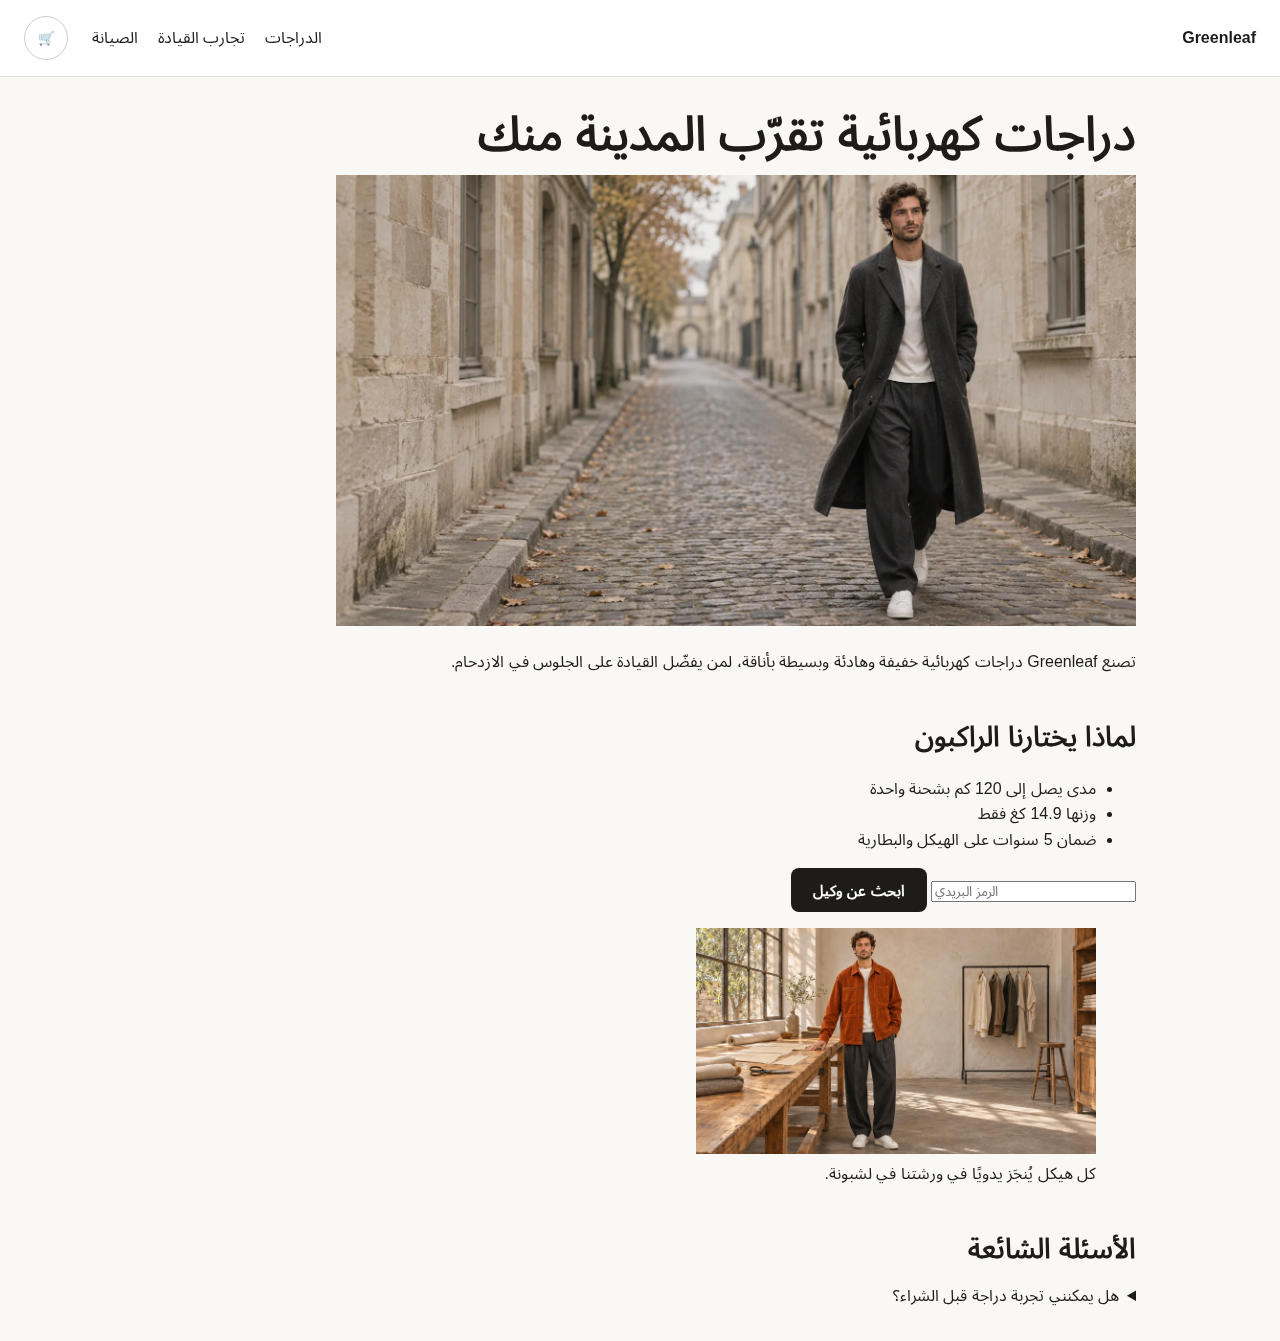 Greenleaf
الدراجات
تجارب القيادة
الصيانة
دراجات كهربائية تقرّب المدينة منك
تصنع Greenleaf دراجات كهربائية خفيفة وهادئة وبسيطة بأناقة، لمن يفضّل القيادة على الجلوس في الازدحام.
لماذا يختارنا الراكبون
مدى يصل إلى 120 كم بشحنة واحدة
وزنها 14.9 كغ فقط
ضمان 5 سنوات على الهيكل والبطارية
الرمز البريدي
ابحث عن وكيل
كل هيكل يُنجَز يدويًا في ورشتنا في لشبونة.
الأسئلة الشائعة
هل يمكنني تجربة دراجة قبل الشراء؟